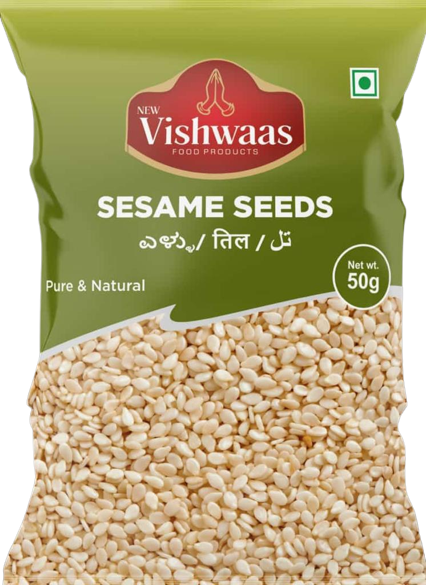 NEW
Vishwaas
FOOD PRODUCTS
SESAME SEEDS
ಎಳ್ಳು / तिल / تل
Net wt.
50g
Pure & Natural